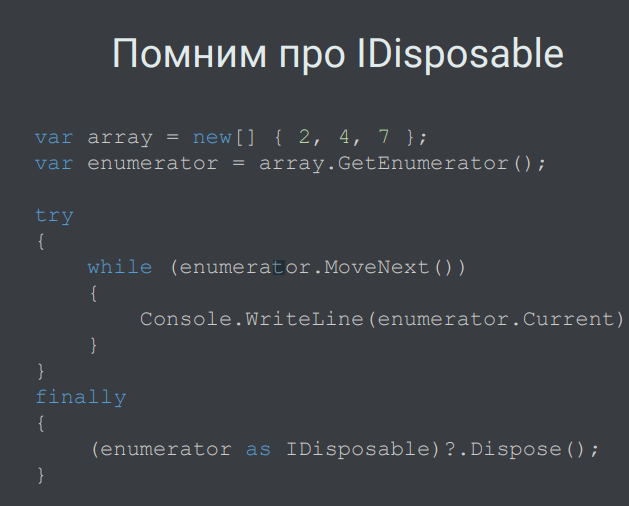 Помним про IDisposable
var array = new[] { 2, 4, 7 };
var enumerator = array.GetEnumerator();
try
{
while (enumerator.MoveNext())
{
Console.WriteLine(enumerator.Current)
}
}
finally
{
(enumerator as IDisposable)?.Dispose();
}